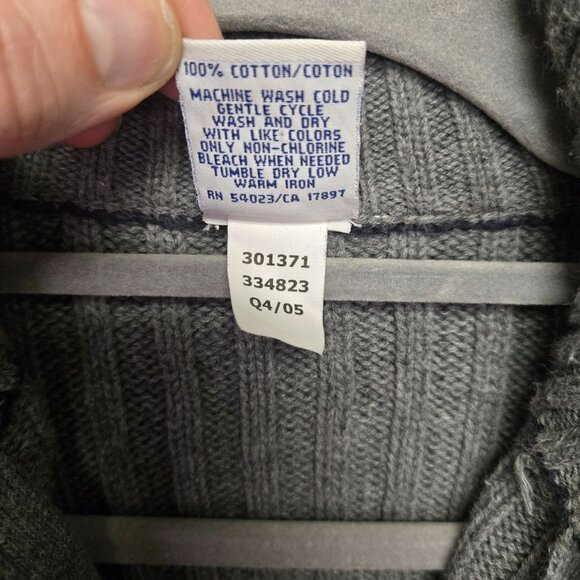 100% COTTON/COTON
MACHINE WASH COLD
GENTLE CYCLE
WASH AND DRY
WITH LIKE COLORS
ONLY NON-CHLORINE
BLEACH WHEN NEEDED
TUMBLE DRY LOW
WARM IRON
RN 54023/CA 17897
301371
334823
Q4/05